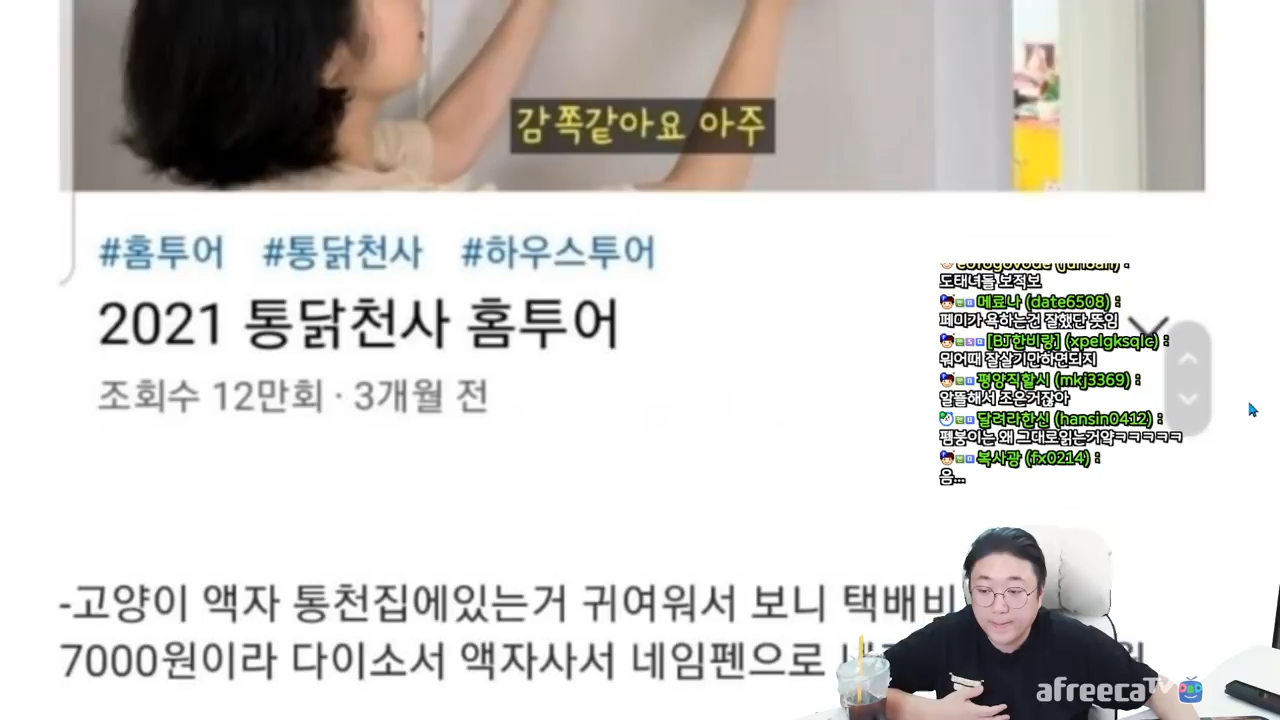 감쪽같아요 아주
#홈투어 #통닭천사 #하우스투어
2021 통닭천사 홈투어
조회수 12만회 · 3개월 전
도태녀들 보적보
메료나 (date6508) :
페미가 욕하는건 잘했단 뜻임
[BJ한비랑] (xpelgksqlc) :
뭐어때 잘살기만하면되지
평양직할시 (mkj3369) :
알뜰해서 조은거잖아
달려라한신 (hansin0412) :
펨붕이는 왜 그대로읽는거약ㅋㅋㅋㅋㅋ
복사광 (fx0214) :
음...
-고양이 액자 통천집에있는거 귀여워서 보니 택배비
7000원이라 다이소서 액자사서 네임펜으로
afreecaTV